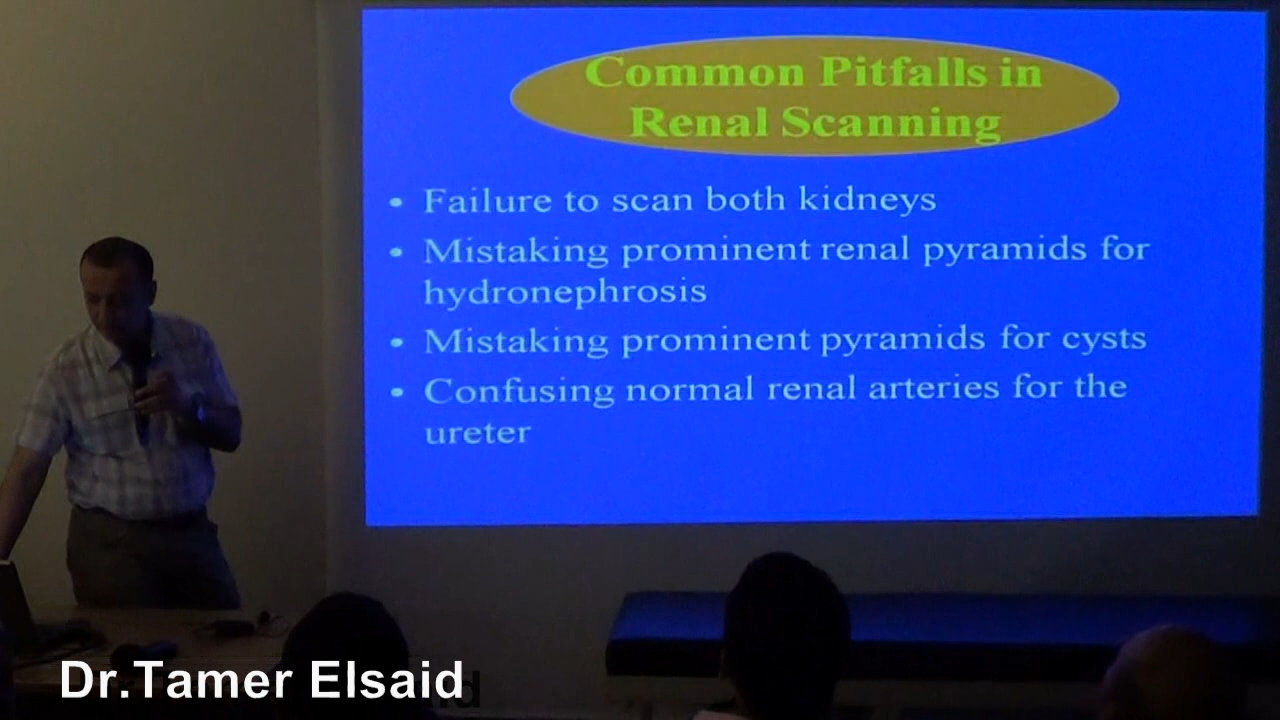 Common Pitfalls in
Renal Scanning
• Failure to scan both kidneys
• Mistaking prominent renal pyramids for
hydronephrosis
• Mistaking prominent pyramids for cysts
• Confusing normal renal arteries for the
ureter
Dr.Tamer Elsaid